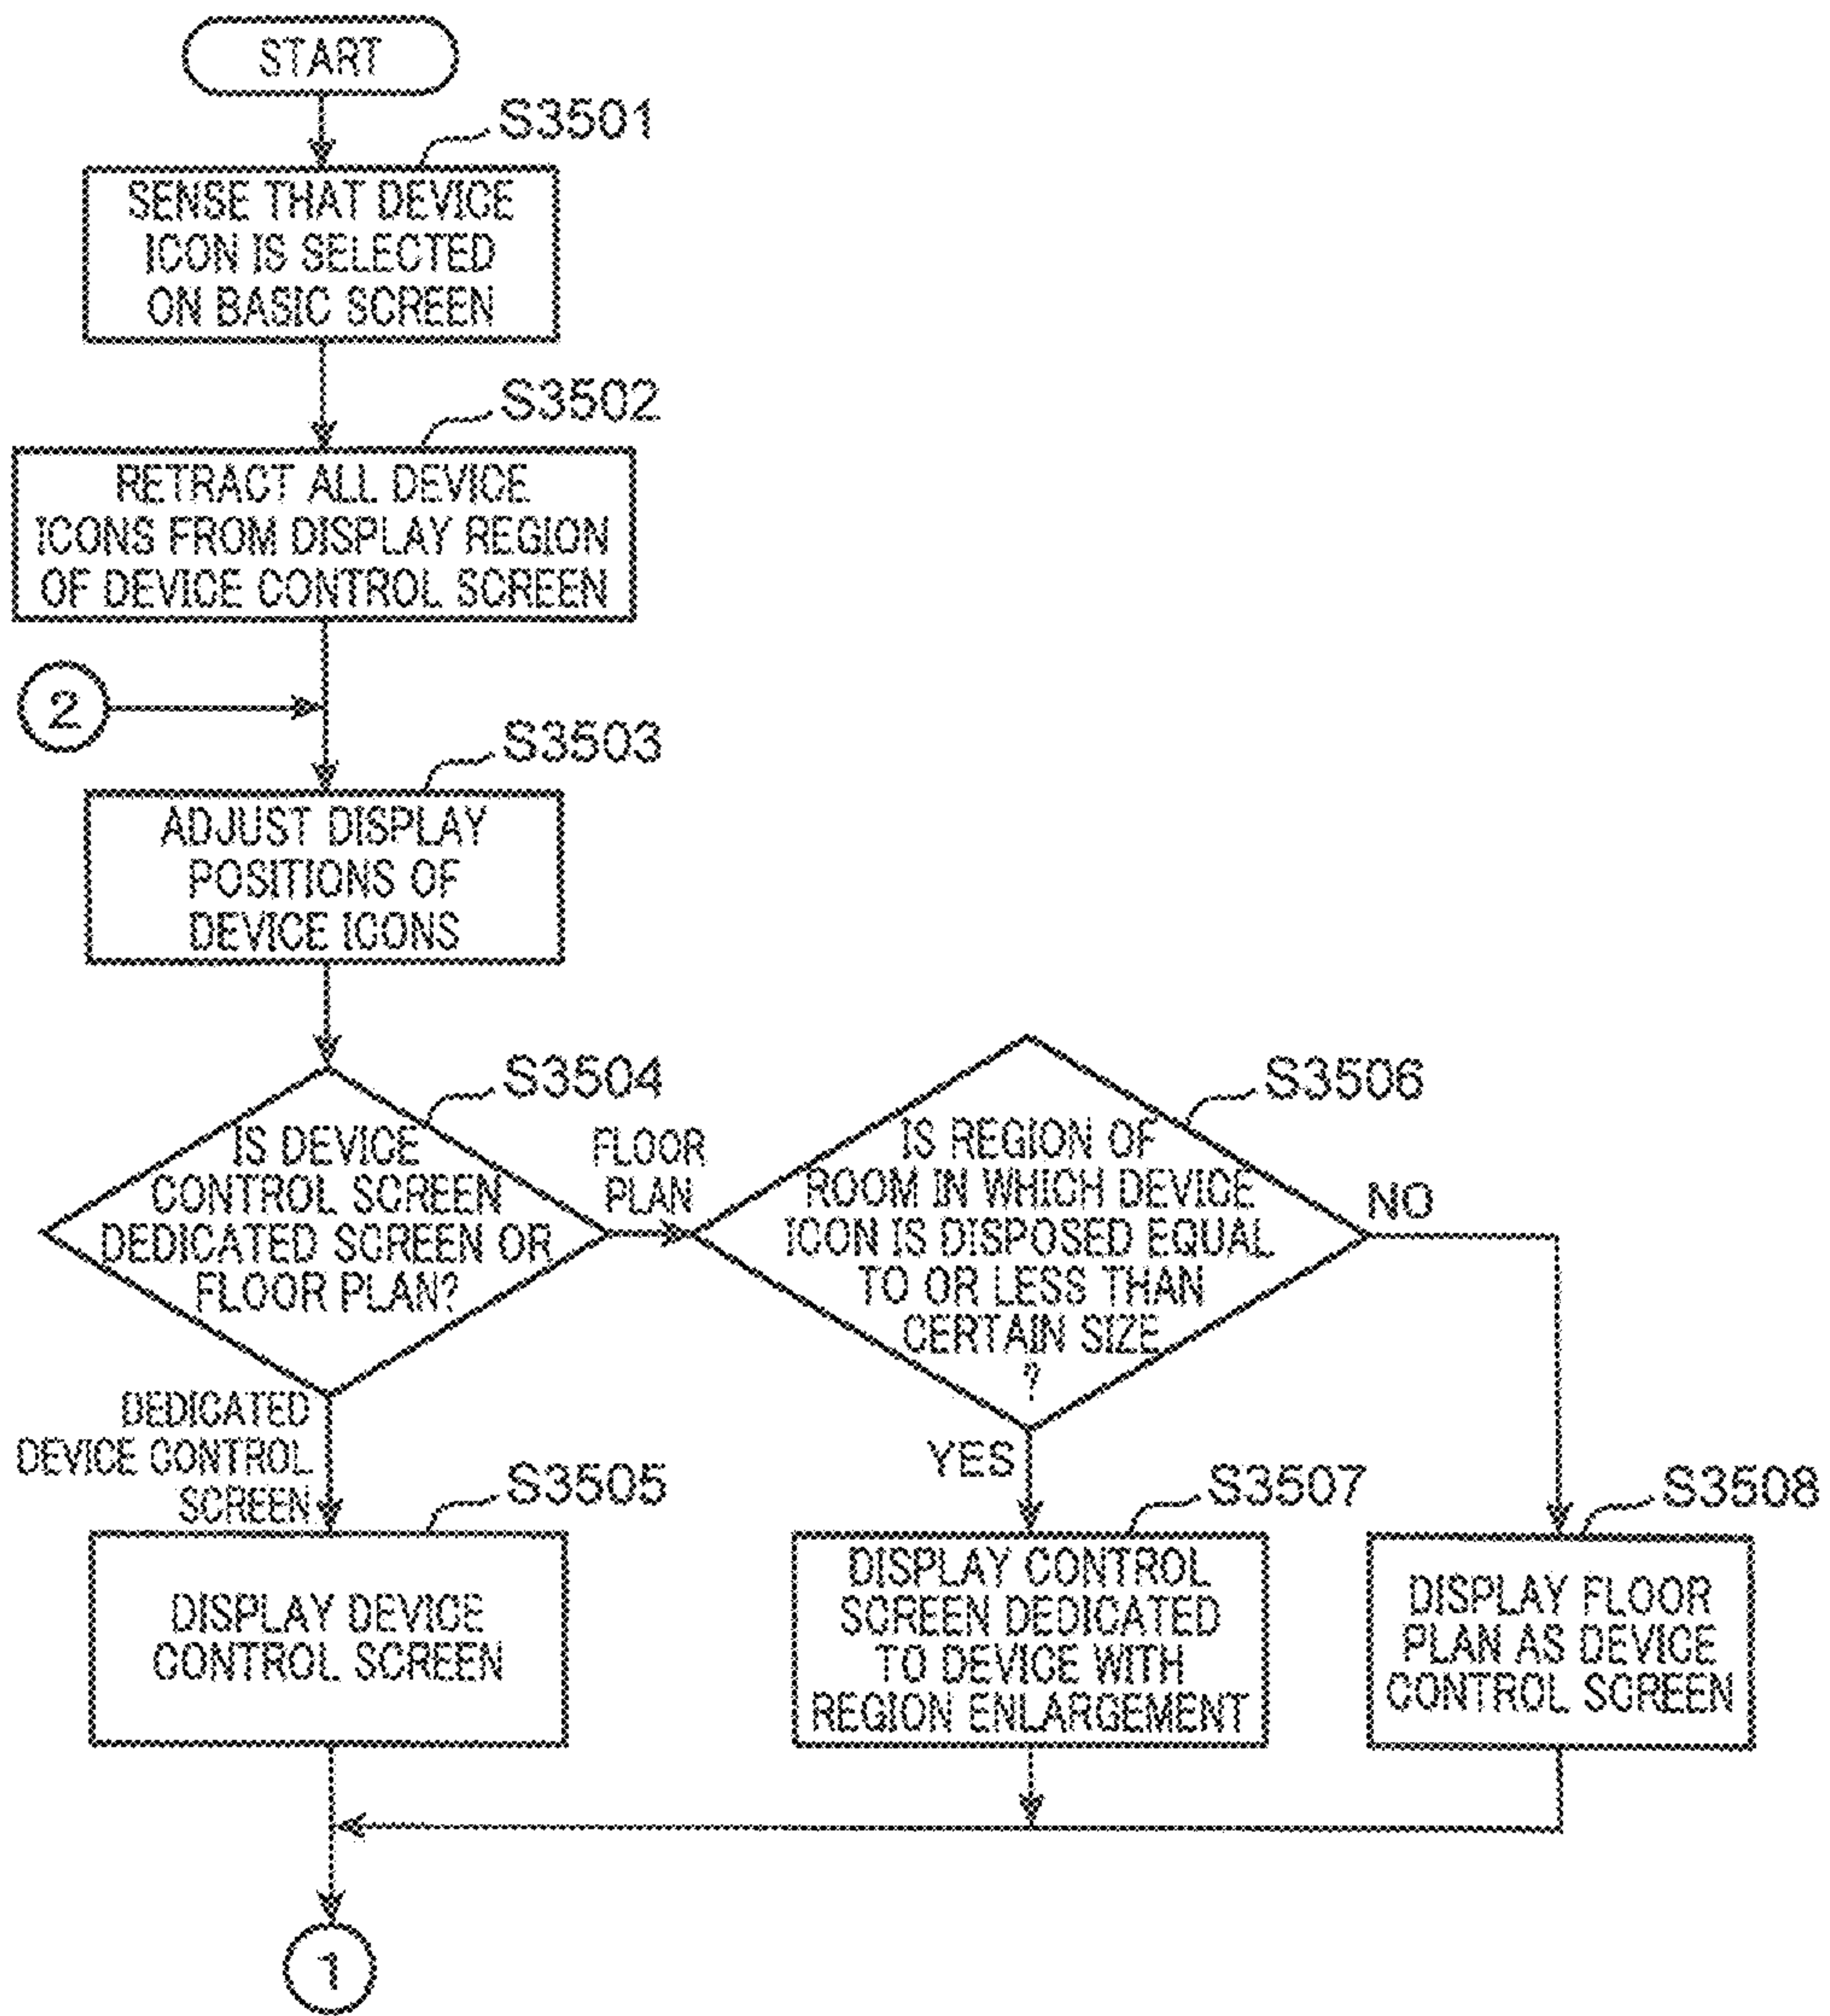 START
S3501
SENSE THAT DEVICE
ICON IS SELECTED
ON BASIC SCREEN
S3502
RETRACT ALL DEVICE
ICONS FROM DISPLAY REGION
OF DEVICE CONTROL SCREEN
2
S3503
ADJUST DISPLAY
POSITIONS OF
DEVICE ICONS
S3504
IS DEVICE
CONTROL SCREEN
DEDICATED SCREEN OR
FLOOR PLAN?
FLOOR
PLAN
S3506
IS REGION OF
ROOM IN WHICH DEVICE
ICON IS DISPOSED EQUAL
TO OR LESS THAN
CERTAIN SIZE
?
NO
DEDICATED
DEVICE CONTROL
SCREEN
YES
S3505
DISPLAY DEVICE
CONTROL SCREEN
S3507
DISPLAY CONTROL
SCREEN DEDICATED
TO DEVICE WITH
REGION ENLARGEMENT
S3508
DISPLAY FLOOR
PLAN AS DEVICE
CONTROL SCREEN
1